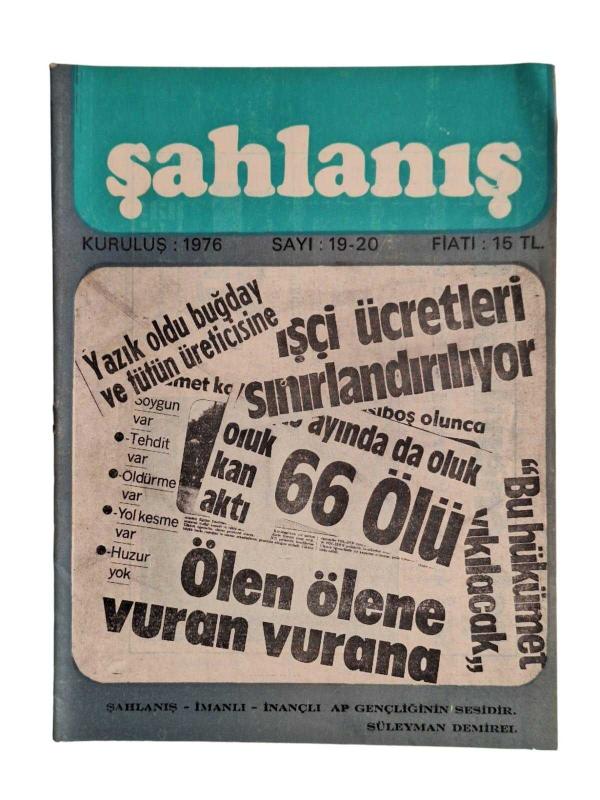 şahlanış
KURULUŞ : 1976 SAYI : 19-20 FİATI : 15 TL.
Yazık oldu buğday
ve tütün üreticisine
işçi ücretleri
sınırlandırılıyor
Soygun
var
-Tehdit
var
-Öldürme
var
-Yol kesme
var
-Huzur
yok
olunca
ayında da oluk
oluk
kan
aktı
66 Ölü
"Bu hükümet
yıkılacak"
Ölen ölene
vuran vurana
ŞAHLANIŞ - İMANLI - İNANÇLI AP GENÇLİĞİNİN SESİDİR.
SÜLEYMAN DEMİREL